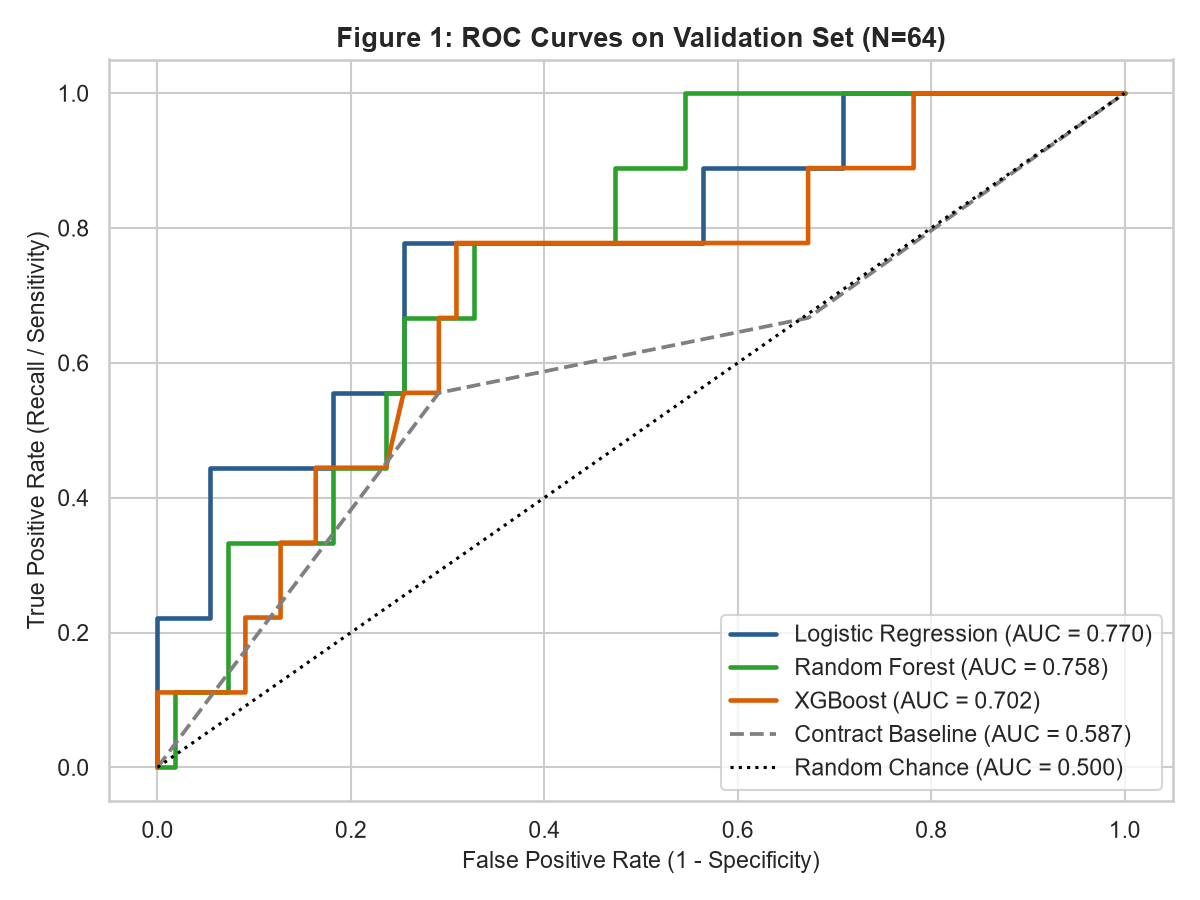 Figure 1: ROC Curves on Validation Set (N=64)
True Positive Rate (Recall / Sensitivity)
1.0
0.8
0.6
0.4
0.2
0.0
Logistic Regression (AUC = 0.770)
Random Forest (AUC = 0.758)
XGBoost (AUC = 0.702)
Contract Baseline (AUC = 0.587)
Random Chance (AUC = 0.500)
0.0 0.2 0.4 0.6 0.8 1.0
False Positive Rate (1 - Specificity)